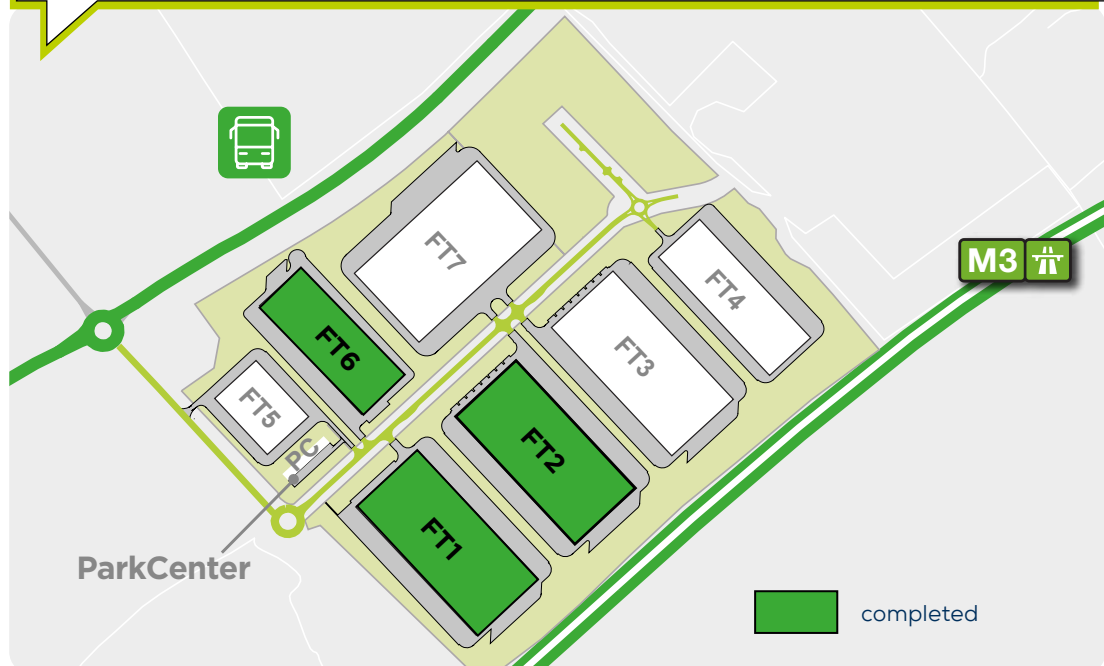 M3
FT7
FT4
FT6
FT3
FT5
PC
FT2
FT1
ParkCenter
completed